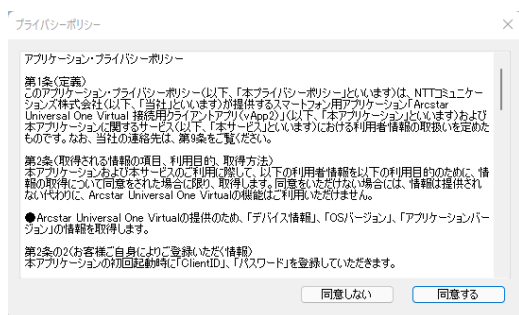 プライバシーポリシー
アプリケーション・プライバシーポリシー
第1条(定義)
このアプリケーション・プライバシーポリシー(以下、「本プライバシーポリシー」といいます)は、NTTコミュニケー
ションズ株式会社(以下、「当社」といいます)が提供するスマートフォン用アプリケーション「Arcstar
Universal One Virtual 接続用クライアントアプリ(vApp2)」(以下、「本アプリケーション」といいます)および
本アプリケーションに関するサービス(以下、「本サービス」といいます)における利用者情報の取扱いを定めた
ものです。なお、当社の連絡先は、第9条をご覧ください。
第2条(取得される情報の項目、利用目的、取得方法)
本アプリケーションおよび本サービスのご利用に際して、以下の利用者情報を以下の利用目的のために、情
報の取得について同意をされた場合に限り、取得します。同意をいただけない場合には、情報は提供され
ない代わりに、Arcstar Universal One Virtualの機能はご利用いただけません。
●Arcstar Universal One Virtualの提供のため、「デバイス情報」、「OSバージョン」、「アプリケーションバー
ジョン」の情報を取得します。
第2条の2(お客様ご自身によりご登録いただく情報)
本アプリケーションの初回起動時に「ClientID」、「パスワード」を登録していただきます。
同意しない
同意する